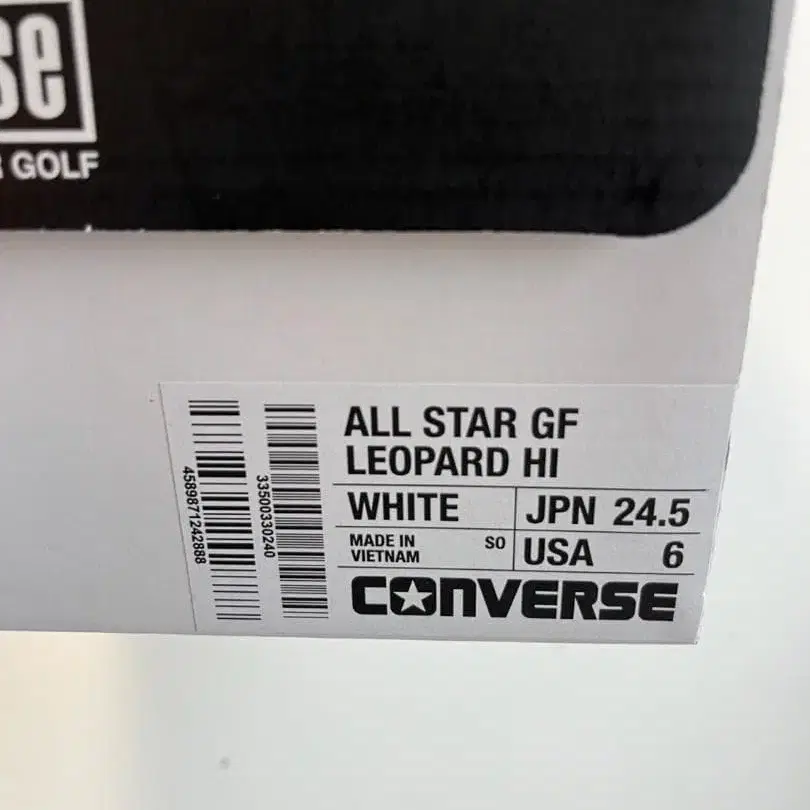 se
GOLF
ALL STAR GF
LEOPARD HI
WHITE
JPN 24.5
MADE IN
VIETNAM
SO
USA 6
CONVERSE
4589871242888
33500330240